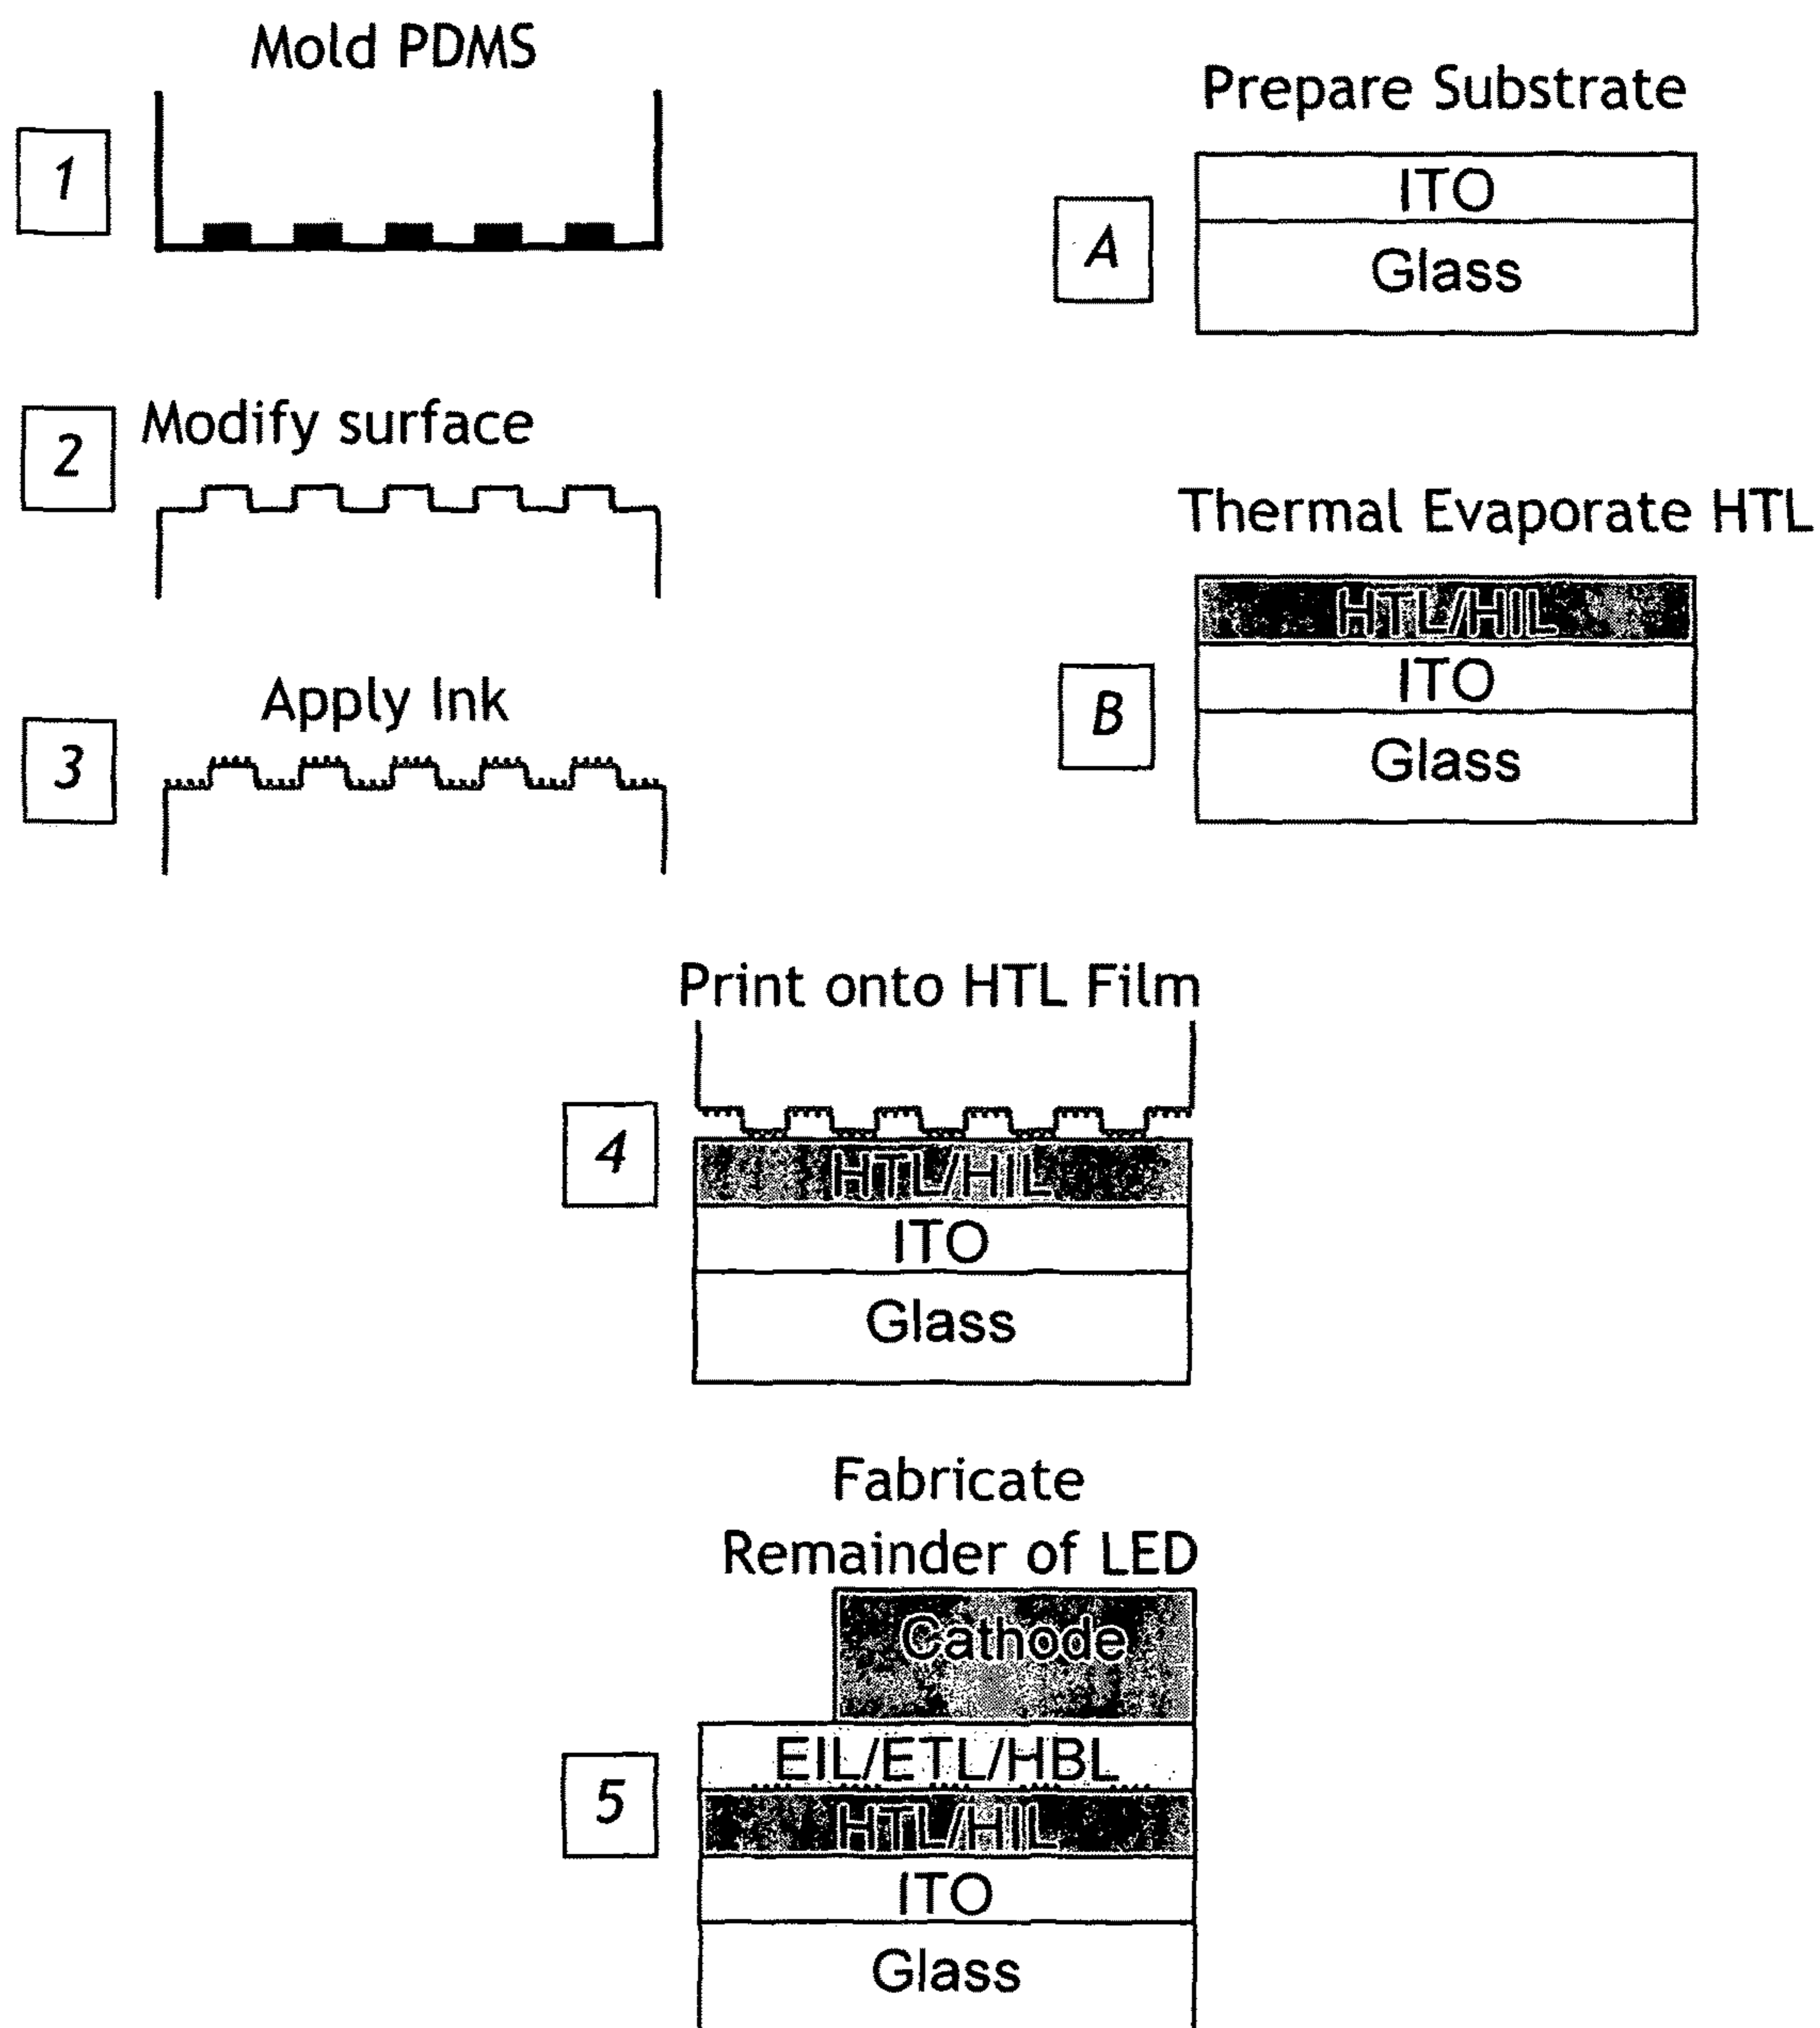 Mold PDMS
1
2
Modify surface
Apply Ink
3
Prepare Substrate
ITO
A
Glass
Thermal Evaporate HTL
HTL/HIL
ITO
B
Glass
Print onto HTL Film
4
HTL/HIL
ITO
Glass
Fabricate
Remainder of LED
Cathode
EIL/ETL/HBL
5
HTL/HIL
ITO
Glass